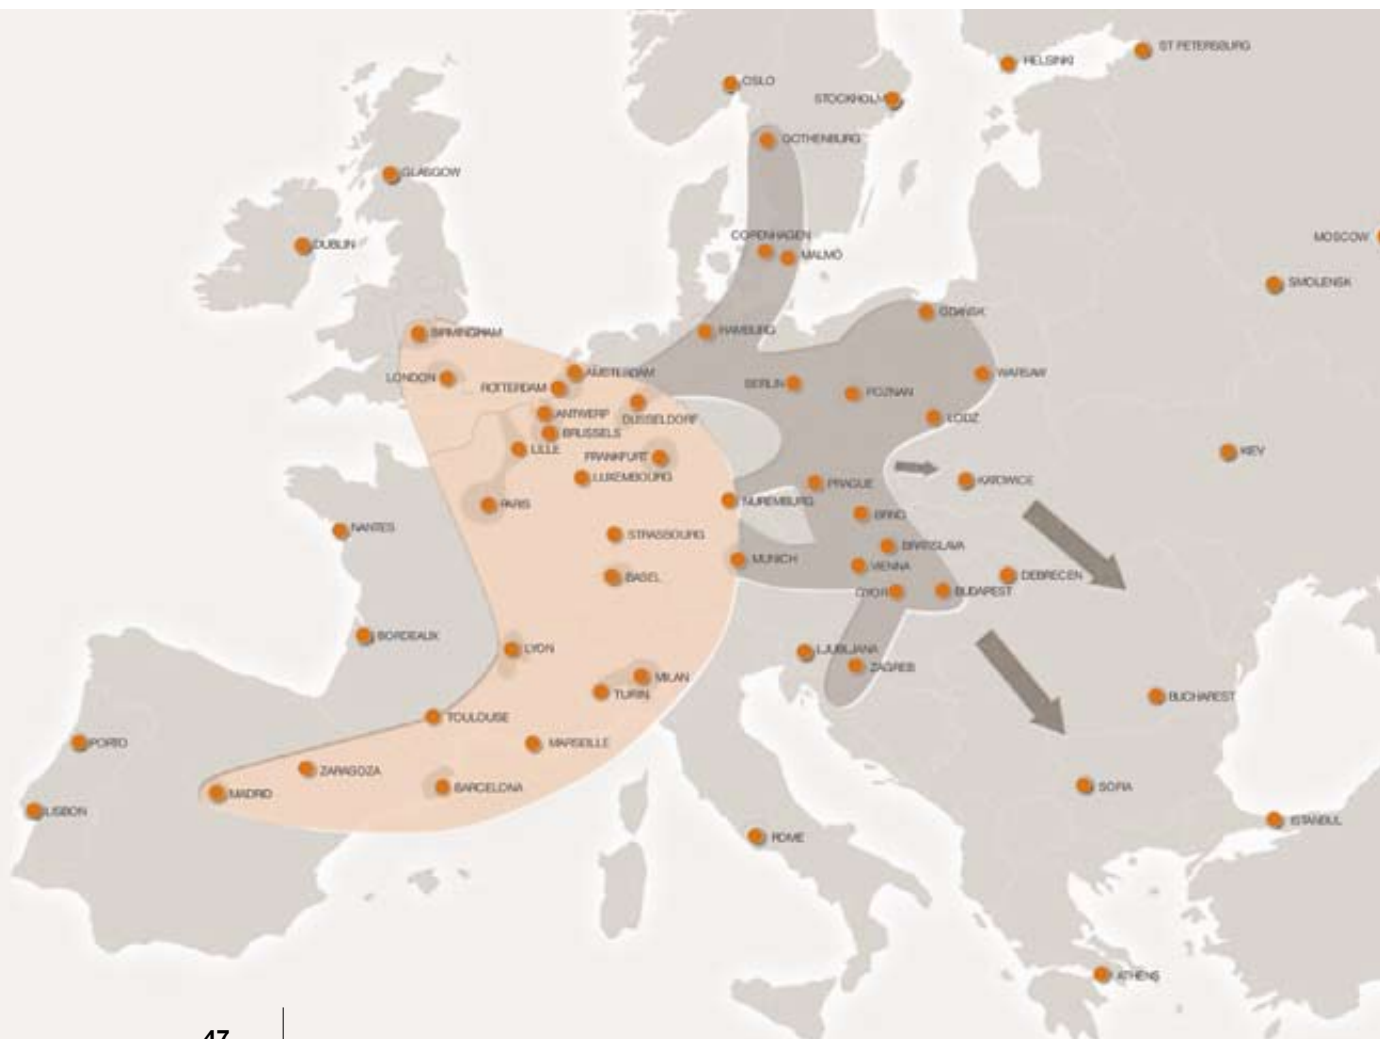 ST PETERSBURG
HELSINKI
OSLO
STOCKHOLM
GOTHENBURG
GLASGOW
COPENHAGEN
MOSCOW
DUBLIN
MALMÖ
SMOLENSK
GDANSK
BIRMINGHAM
HAMBURG
AMSTERDAM
WARSAW
LONDON
ROTTERDAM
BERLIN
POZNAN
ANTWERP
DUSSELDORF
LODZ
BRUSSELS
LILLE
FRANKFURT
KIEV
LUXEMBOURG
KATOWICE
PRAGUE
PARIS
NUREMBURG
BRNO
NANTES
STRASBOURG
BRATISLAVA
MUNICH
VIENNA
BASEL
DEBRECEN
GYOR
BUDAPEST
BORDEAUX
LYON
LJUBLJANA
ZAGREB
MILAN
TURIN
BUCHAREST
TOULOUSE
PORTO
MARSEILLE
ZARAGOZA
MADRID
BARCELONA
SOFIA
LISBON
ISTANBUL
ROME
ATHENS
47